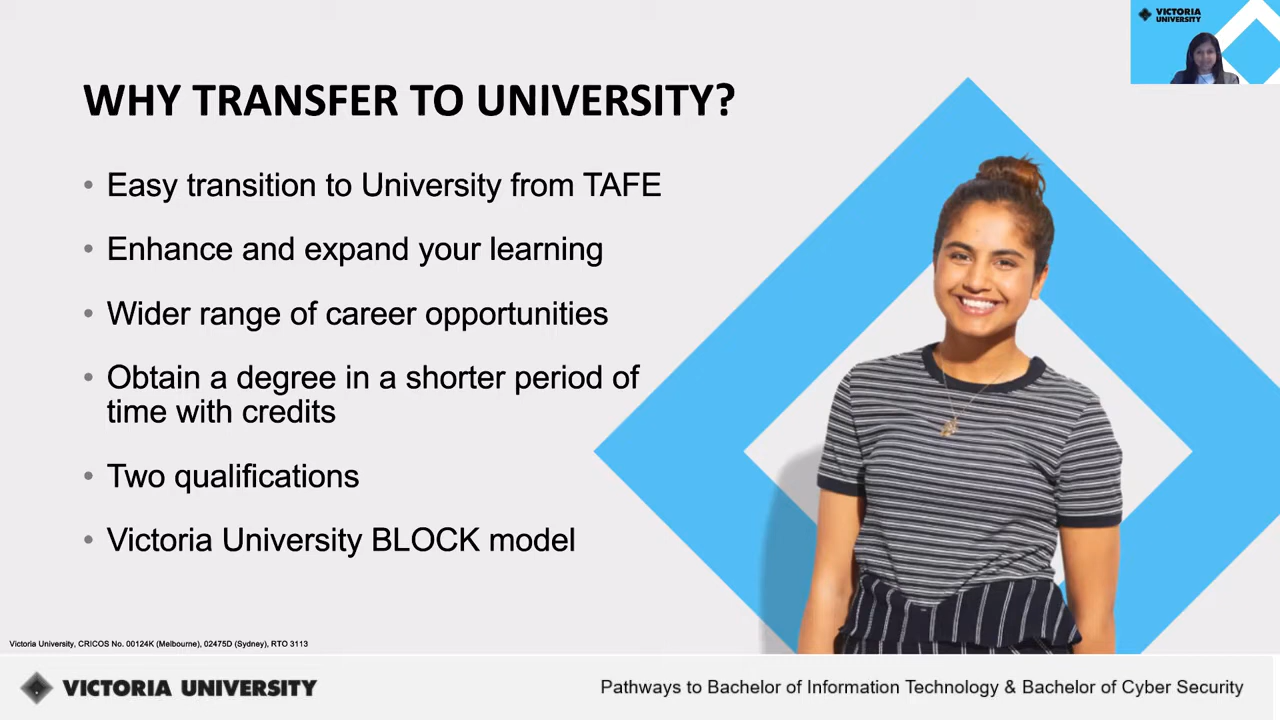 VICTORIA
UNIVERSITY
WHY TRANSFER TO UNIVERSITY?
• Easy transition to University from TAFE
• Enhance and expand your learning
• Wider range of career opportunities
• Obtain a degree in a shorter period of
time with credits
• Two qualifications
• Victoria University BLOCK model
Victoria University, CRICOS No. 00124K (Melbourne), 02475D (Sydney), RTO 3113
VICTORIA UNIVERSITY
Pathways to Bachelor of Information Technology & Bachelor of Cyber Security